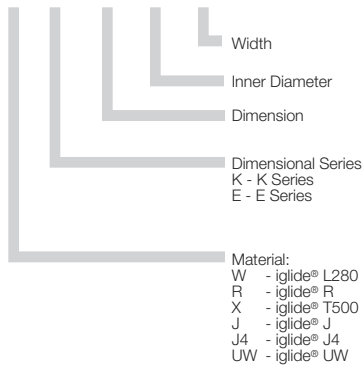 Width
Inner Diameter
Dimension
Dimensional Series
K - K Series
E - E Series
Material:
W - iglide® L280
R - iglide® R
X - iglide® T500
J - iglide® J
J4 - iglide® J4
UW - iglide® UW